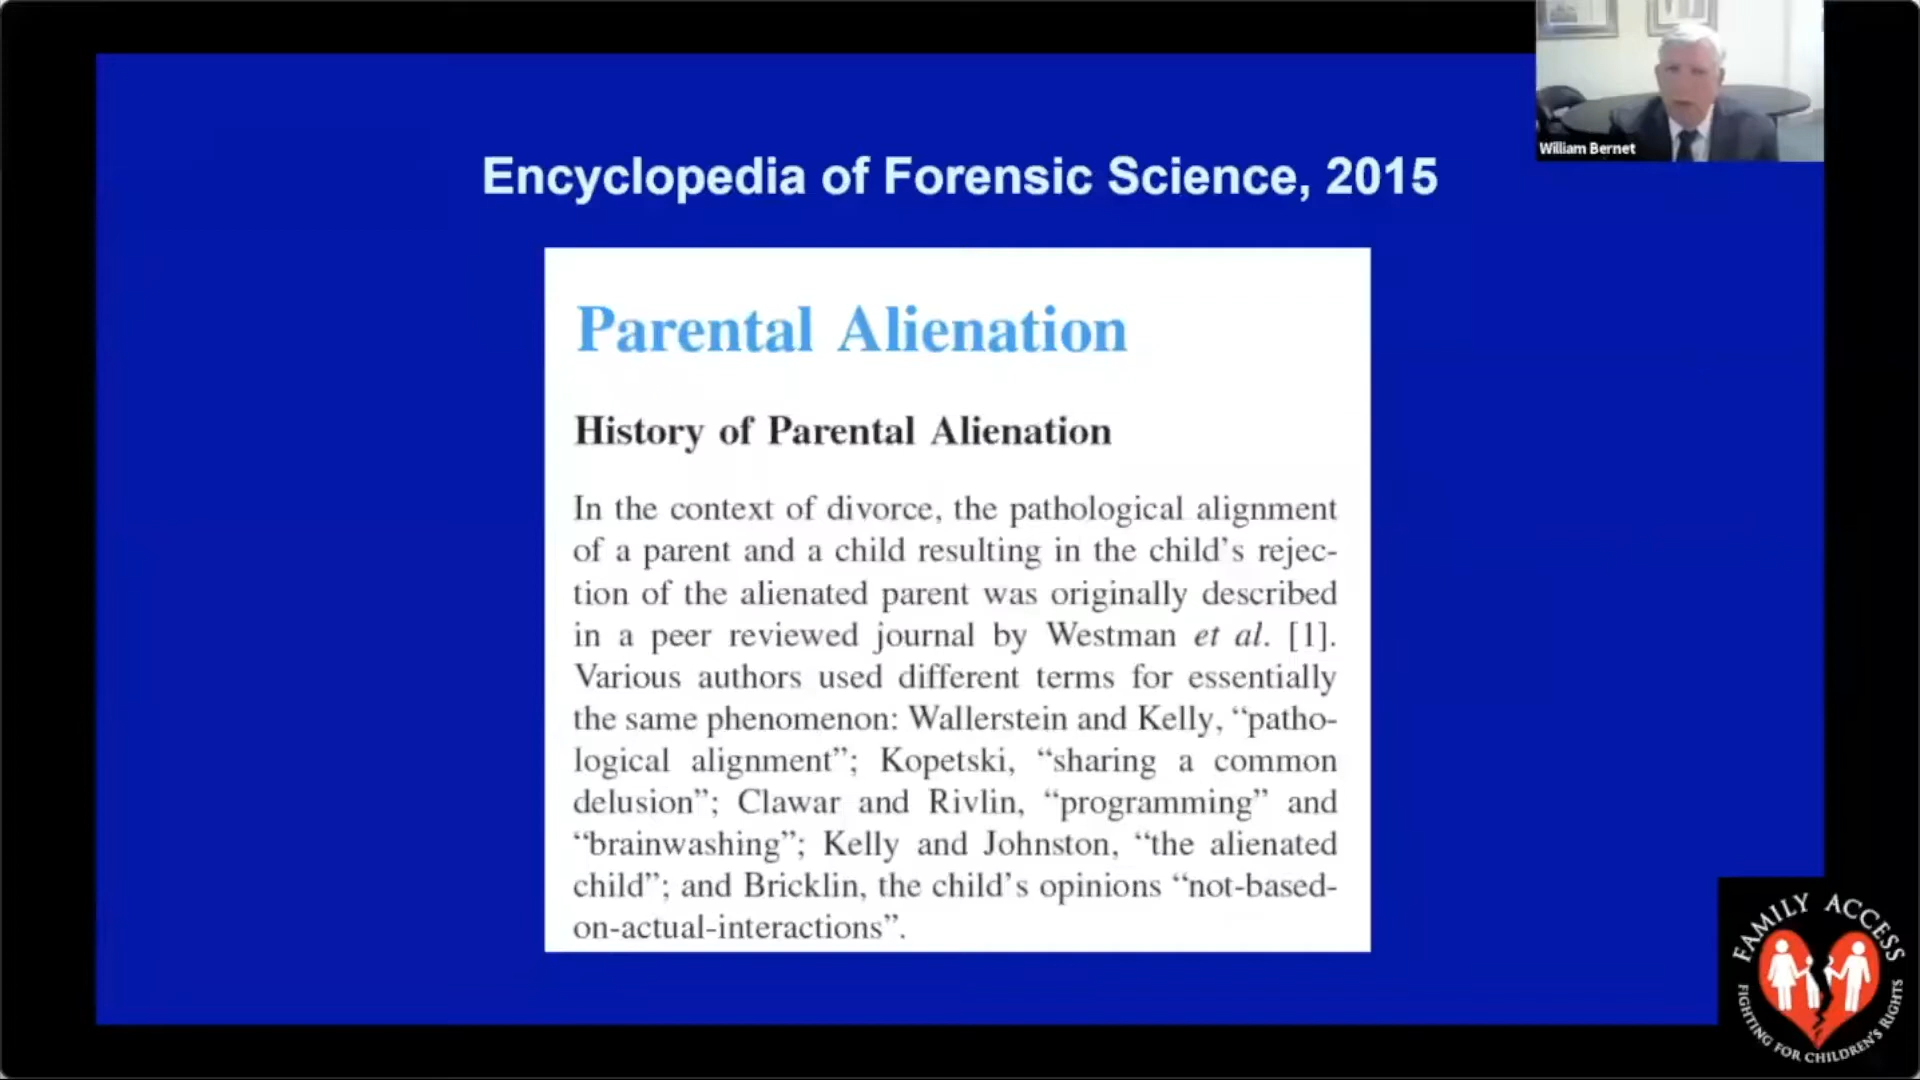 William Bernet
Encyclopedia of Forensic Science, 2015
Parental Alienation
History of Parental Alienation
In the context of divorce, the pathological alignment
of a parent and a child resulting in the child's rejec-
tion of the alienated parent was originally described
in a peer reviewed journal by Westman et al. [1].
Various authors used different terms for essentially
the same phenomenon: Wallerstein and Kelly, “patho-
logical alignment”; Kopetski, “sharing a common
delusion”; Clawar and Rivlin, “programming” and
“brainwashing”; Kelly and Johnston, “the alienated
child”; and Bricklin, the child's opinions “not-based-
on-actual-interactions”.
FAMILY ACCESS
FIGHTING FOR CHILDREN'S RIGHTS